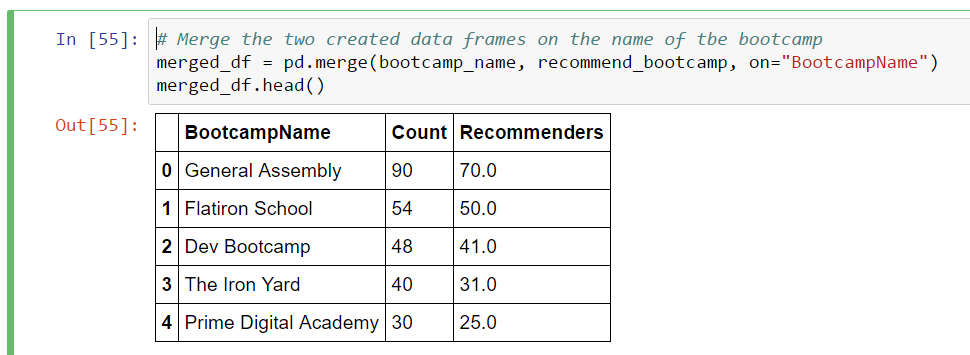 In [55]: # Merge the two created data frames on the name of tbe bootcamp
merged_df = pd.merge(bootcamp_name, recommend_bootcamp, on="BootcampName")
merged_df.head()
Out[55]:
BootcampName Count Recommenders
0 General Assembly 90 70.0
1 Flatiron School 54 50.0
2 Dev Bootcamp 48 41.0
3 The Iron Yard 40 31.0
4 Prime Digital Academy 30 25.0